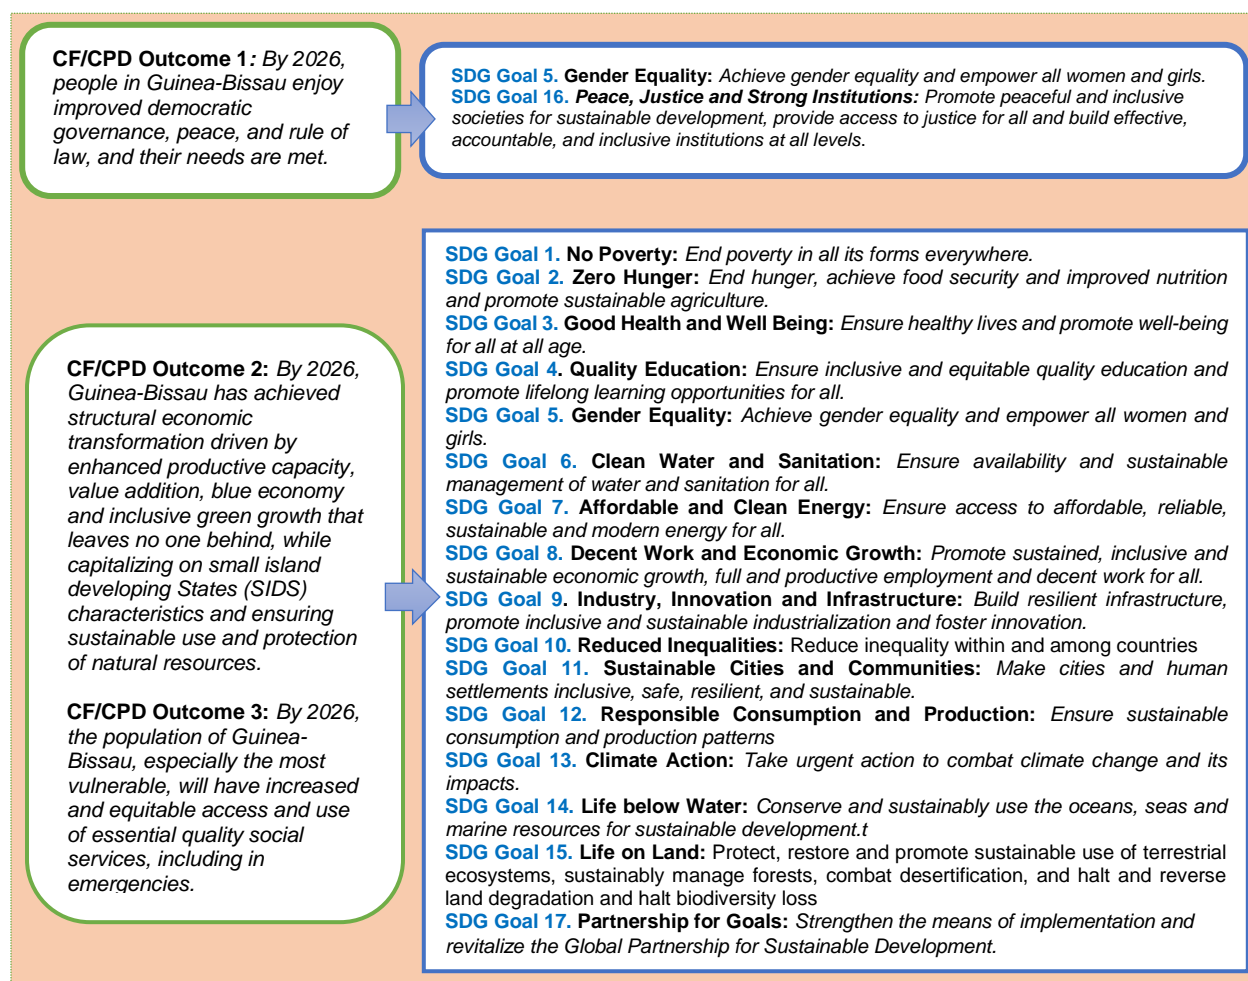 CF/CPD Outcome 1: By 2026,
people in Guinea-Bissau enjoy
improved democratic
governance, peace, and rule of
law, and their needs are met.
SDG Goal 5. Gender Equality: Achieve gender equality and empower all women and girls.
SDG Goal 16. Peace, Justice and Strong Institutions: Promote peaceful and inclusive
societies for sustainable development, provide access to justice for all and build effective,
accountable, and inclusive institutions at all levels.
CF/CPD Outcome 2: By 2026,
Guinea-Bissau has achieved
structural economic
transformation driven by
enhanced productive capacity,
value addition, blue economy
and inclusive green growth that
leaves no one behind, while
capitalizing on small island
developing States (SIDS)
characteristics and ensuring
sustainable use and protection
of natural resources.
CF/CPD Outcome 3: By 2026,
the population of Guinea-
Bissau, especially the most
vulnerable, will have increased
and equitable access and use
of essential quality social
services, including in
emergencies.
SDG Goal 1. No Poverty: End poverty in all its forms everywhere.
SDG Goal 2. Zero Hunger: End hunger, achieve food security and improved nutrition
and promote sustainable agriculture.
SDG Goal 3. Good Health and Well Being: Ensure healthy lives and promote well-being
for all at all age.
SDG Goal 4. Quality Education: Ensure inclusive and equitable quality education and
promote lifelong learning opportunities for all.
SDG Goal 5. Gender Equality: Achieve gender equality and empower all women and
girls.
SDG Goal 6. Clean Water and Sanitation: Ensure availability and sustainable
management of water and sanitation for all.
SDG Goal 7. Affordable and Clean Energy: Ensure access to affordable, reliable,
sustainable and modern energy for all.
SDG Goal 8. Decent Work and Economic Growth: Promote sustained, inclusive and
sustainable economic growth, full and productive employment and decent work for all.
SDG Goal 9. Industry, Innovation and Infrastructure: Build resilient infrastructure,
promote inclusive and sustainable industrialization and foster innovation.
SDG Goal 10. Reduced Inequalities: Reduce inequality within and among countries
SDG Goal 11. Sustainable Cities and Communities: Make cities and human
settlements inclusive, safe, resilient, and sustainable.
SDG Goal 12. Responsible Consumption and Production: Ensure sustainable
consumption and production patterns
SDG Goal 13. Climate Action: Take urgent action to combat climate change and its
impacts.
SDG Goal 14. Life below Water: Conserve and sustainably use the oceans, seas and
marine resources for sustainable development.t
SDG Goal 15. Life on Land: Protect, restore and promote sustainable use of terrestrial
ecosystems, sustainably manage forests, combat desertification, and halt and reverse
land degradation and halt biodiversity loss
SDG Goal 17. Partnership for Goals: Strengthen the means of implementation and
revitalize the Global Partnership for Sustainable Development.